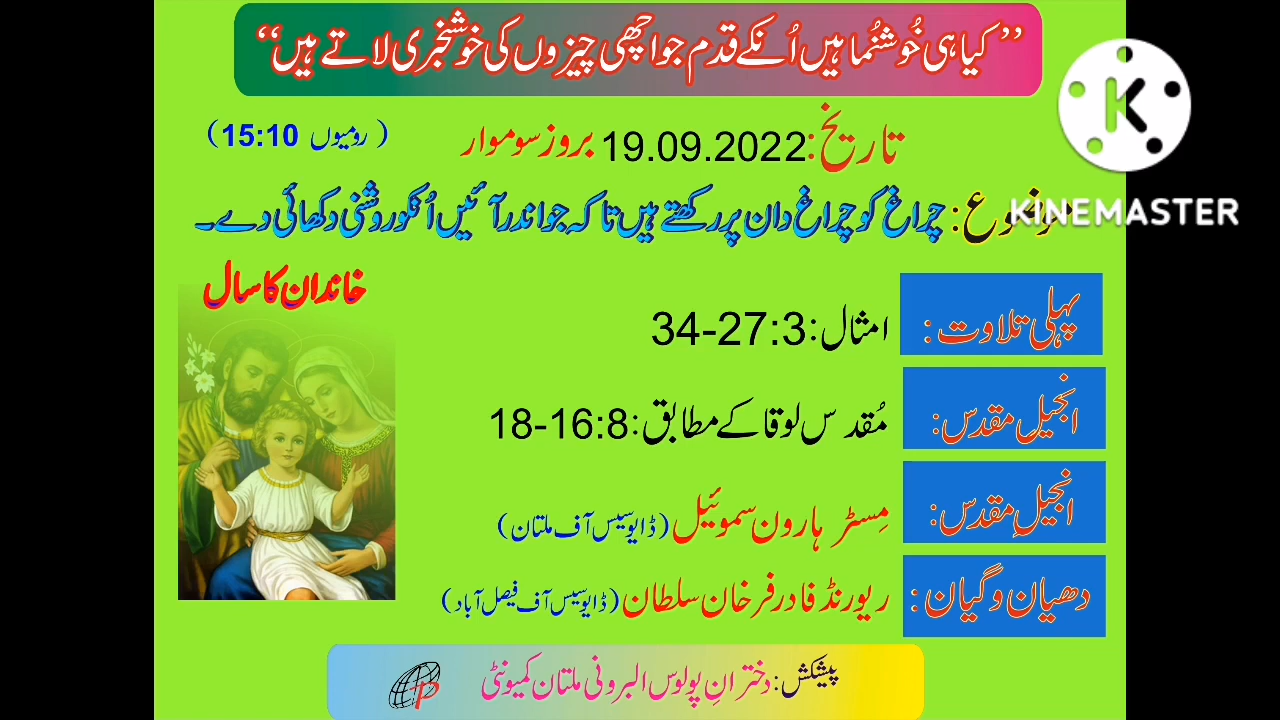 ’’ کیا ہی خُوشنُما ہیں اُنکے قدم جو اچھی چیزوں کی خوشخبری لاتے ہیں‘‘
تاریخ: 19.09.2022 بروز سوموار ( رومیوں 15:10)
: چراغ کو چراغ دان پر رکھتے ہیں تاکہ جو اندر آئیں اُنکو روشنی دکھائی دے۔
KINEMASTER
خاندان کا سال
پہلی تلاوت: امثال: 34-27:3
انجیل مقدس: مُقدس لوقا کے مطابق: 18-16:8
انجیلِ مقدس: مِسٹر ہارون سموئیل (ڈایوسیس آف ملتان)
دھیان و گیان: ریورنڈ فادر فرخان سلطان (ڈایوسیس آف فیصل آباد)
پیشکش: دخترانِ پولوس البرونی ملتان کمیونٹی